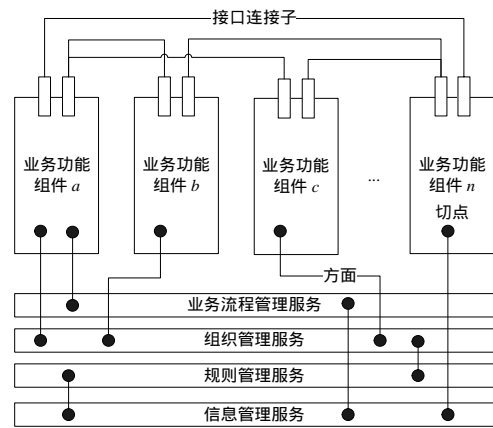 接口连接子
业务功能
组件 a
业务功能
组件 b
业务功能
组件 c
...
业务功能
组件 n
切点
方面
业务流程管理服务
组织管理服务
规则管理服务
信息管理服务